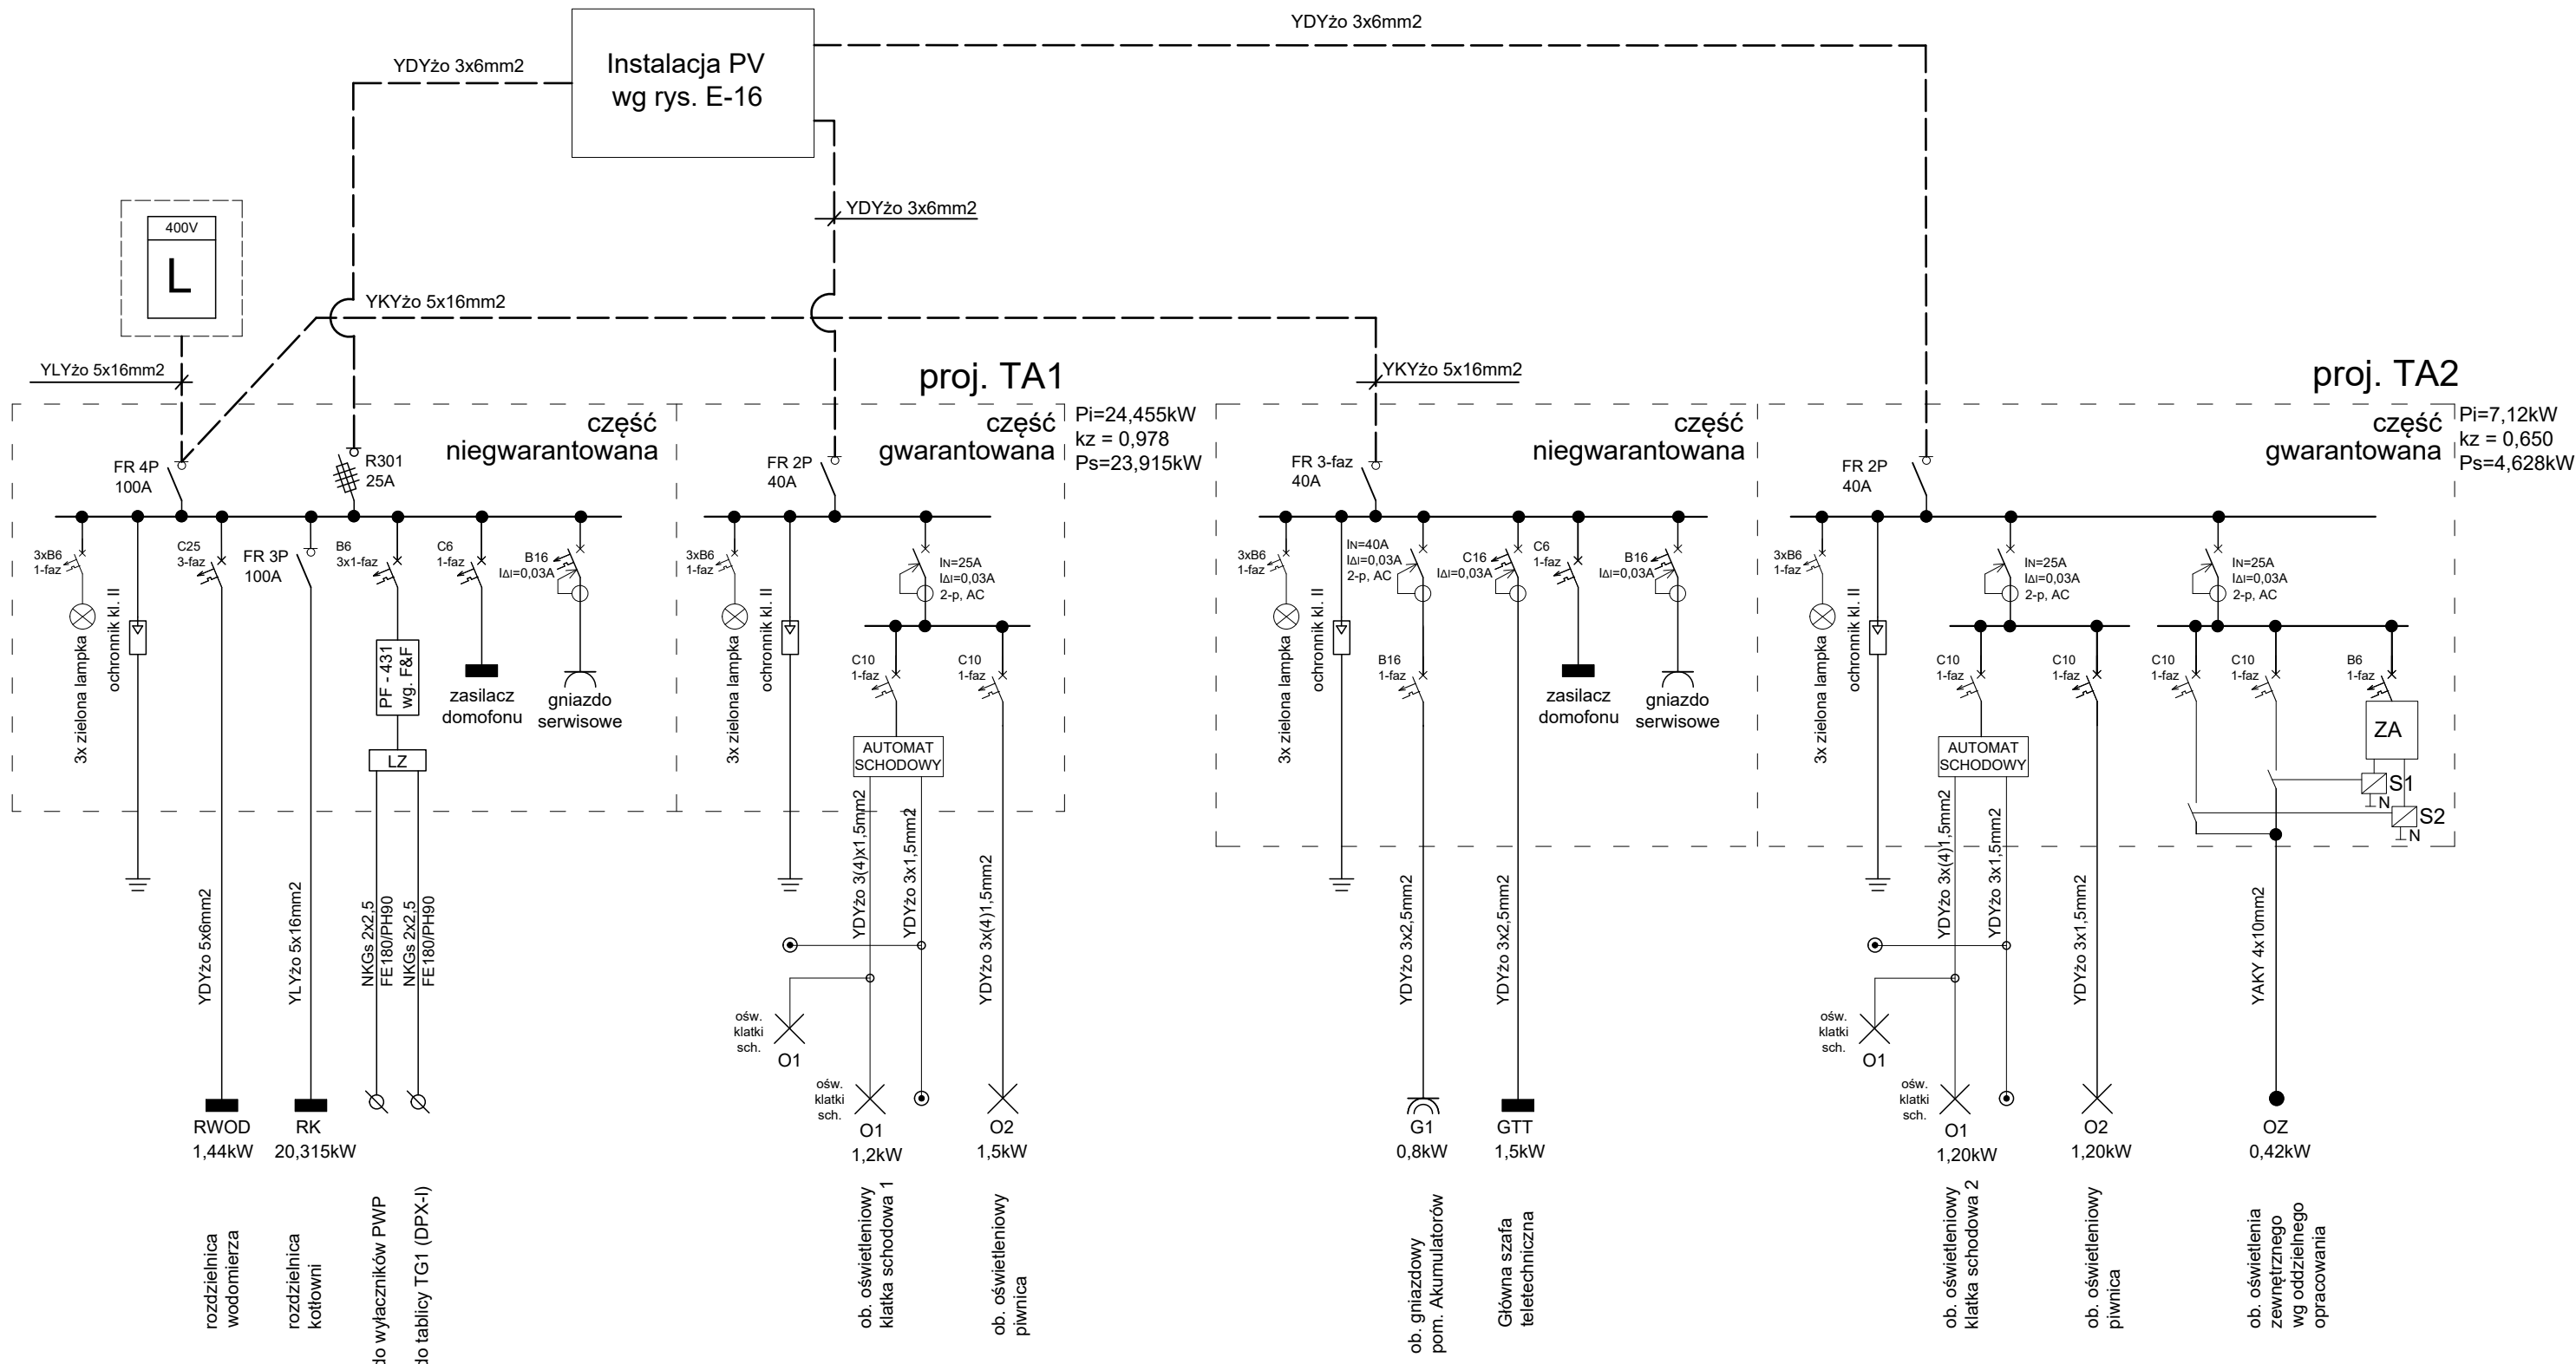 YDYżo 3x6mm2
YDYżo 3x6mm2
Instalacja PV
wg rys. E-16
YDYżo 3x6mm2
400V
L
YKYżo 5x16mm2
YLYżo 5x16mm2
YKYżo 5x16mm2
proj. TA1
proj. TA2
część
niegwarantowana
część
gwarantowana
Pi=24,455kW
kz = 0,978
Ps=23,915kW
część
niegwarantowana
część
gwarantowana
Pi=7,12kW
kz = 0,650
Ps=4,628kW
FR 4P
100A
R301
25A
FR 2P
40A
FR 3-faz
40A
FR 2P
40A
3xB6
1-faz
3x zielona lampka
ochronnik kl. II
C25
3-faz
FR 3P
100A
B6
3x1-faz
C6
1-faz
B16
I∆I=0,03A
PF - 431
wg. F&F
LZ
zasilacz
domofonu
gniazdo
serwisowe
3xB6
1-faz
3x zielona lampka
ochronnik kl. II
IN=25A
I∆I=0,03A
2-p, AC
C10
1-faz
C10
1-faz
AUTOMAT
SCHODOWY
3xB6
1-faz
3x zielona lampka
ochronnik kl. II
IN=40A
I∆I=0,03A
2-p, AC
B16
1-faz
C16
I∆I=0,03A
C6
1-faz
B16
I∆I=0,03A
zasilacz
domofonu
gniazdo
serwisowe
3xB6
1-faz
3x zielona lampka
ochronnik kl. II
IN=25A
I∆I=0,03A
2-p, AC
IN=25A
I∆I=0,03A
2-p, AC
C10
1-faz
C10
1-faz
C10
1-faz
C10
1-faz
B6
1-faz
AUTOMAT
SCHODOWY
ZA
S1
N
S2
N
YDYżo 5x6mm2
YLYżo 5x16mm2
NKGs 2x2,5
FE180/PH90
NKGs 2x2,5
FE180/PH90
YDYżo 3(4)x1,5mm2
YDYżo 3x1,5mm2
YDYżo 3x(4)1,5mm2
YDYżo 3x2,5mm2
YDYżo 3x2,5mm2
YDYżo 3x(4)1,5mm2
YDYżo 3x1,5mm2
YDYżo 3x1,5mm2
YAKY 4x10mm2
ośw.
klatki
sch.
O1
ośw.
klatki
sch.
ośw.
klatki
sch.
O1
ośw.
klatki
sch.
RWOD
1,44kW
RK
20,315kW
O1
1,2kW
O2
1,5kW
G1
0,8kW
GTT
1,5kW
O1
1,20kW
O2
1,20kW
OZ
0,42kW
rozdzielnica
wodomierza
rozdzielnica
kotłowni
do wyłaczników PWP
do tablicy TG1 (DPX-I)
ob. oświetleniowy
klatka schodowa 1
ob. oświetleniowy
piwnica
ob. gniazdowy
pom. Akumulatorów
Główna szafa
teletechniczna
ob. oświetleniowy
klatka schodowa 2
ob. oświetleniowy
piwnica
ob. oświetlenia
zewnętrznego
wg oddzielnego
opracowania